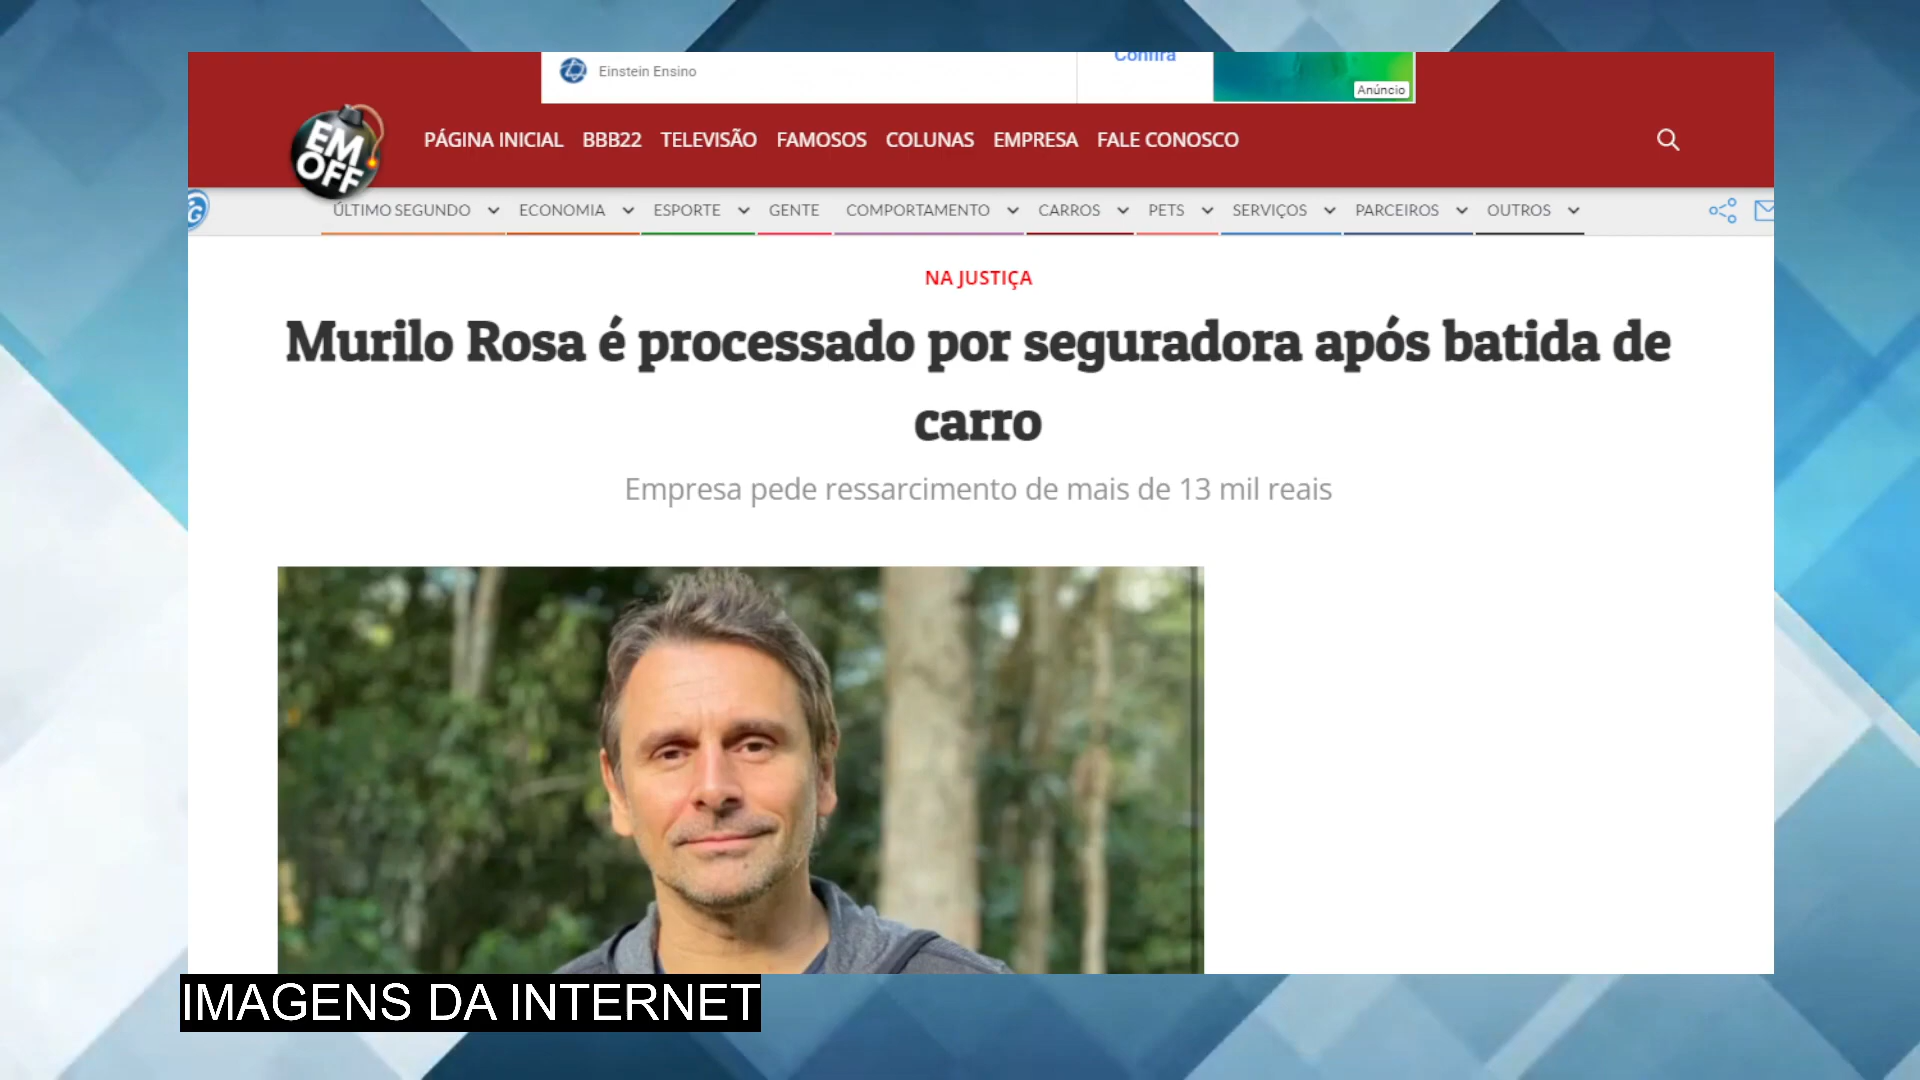 Confira
Einstein Ensino
Anúncio
EM
OFF
PÁGINA INICIAL BBB22 TELEVISÃO FAMOSOS COLUNAS EMPRESA FALE CONOSCO
ÚLTIMO SEGUNDO ECONOMIA ESPORTE GENTE COMPORTAMENTO CARROS PETS SERVIÇOS PARCEIROS OUTROS
NA JUSTIÇA
Murilo Rosa é processado por seguradora após batida de
carro
Empresa pede ressarcimento de mais de 13 mil reais
IMAGENS DA INTERNET